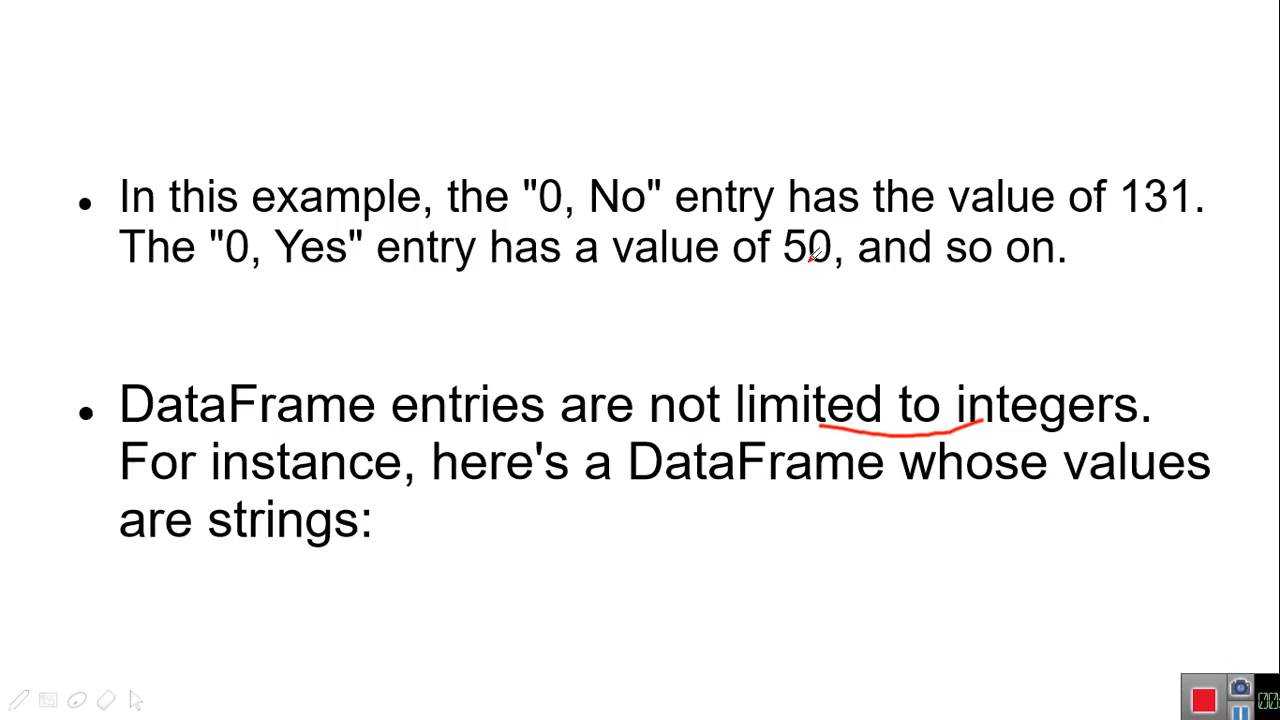 In this example, the "0, No" entry has the value of 131.
The "0, Yes" entry has a value of 50, and so on.
DataFrame entries are not limited to integers.
For instance, here's a DataFrame whose values
are strings:
00